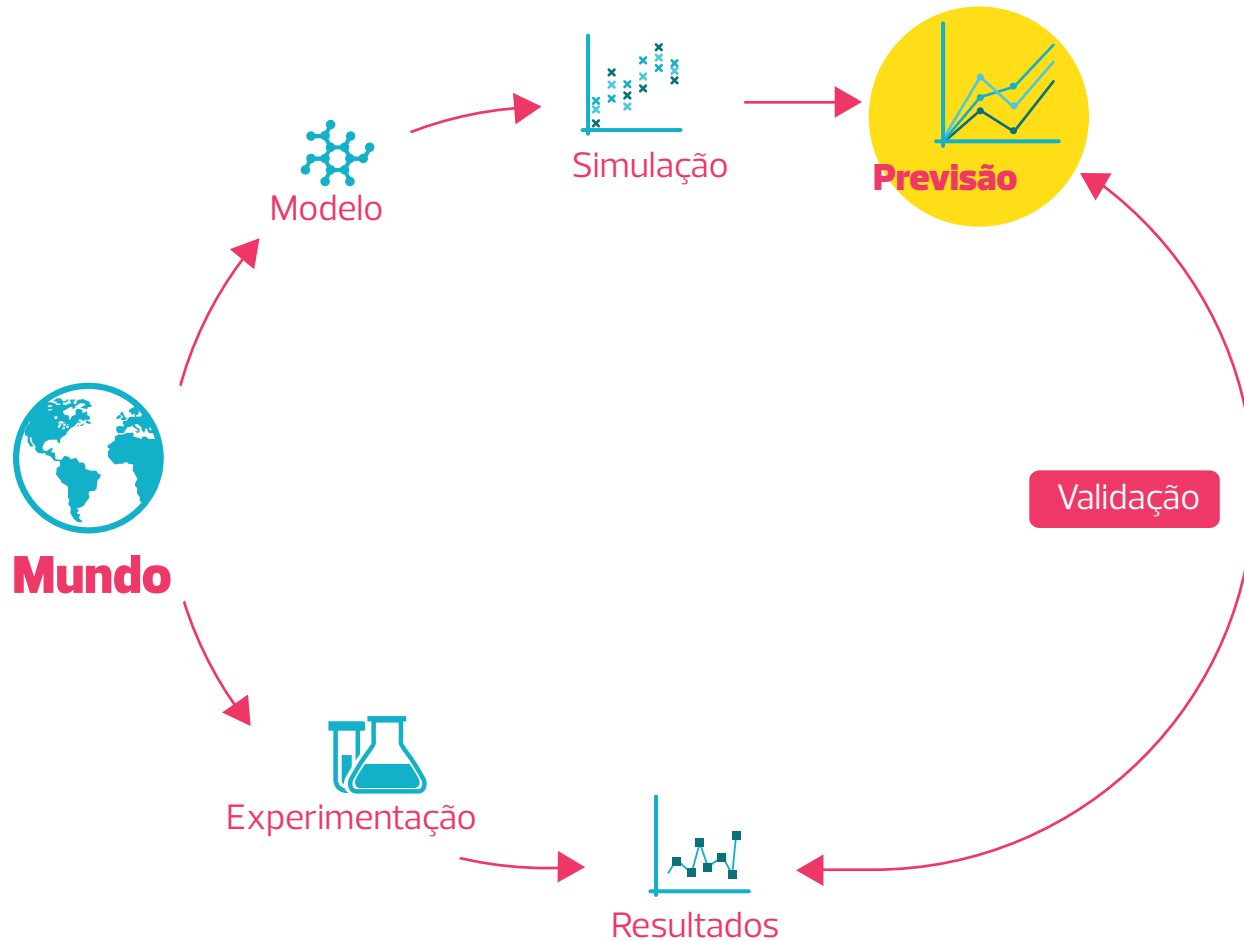 Simulação
Previsão
Modelo
Validação
Mundo
Experimentação
Resultados